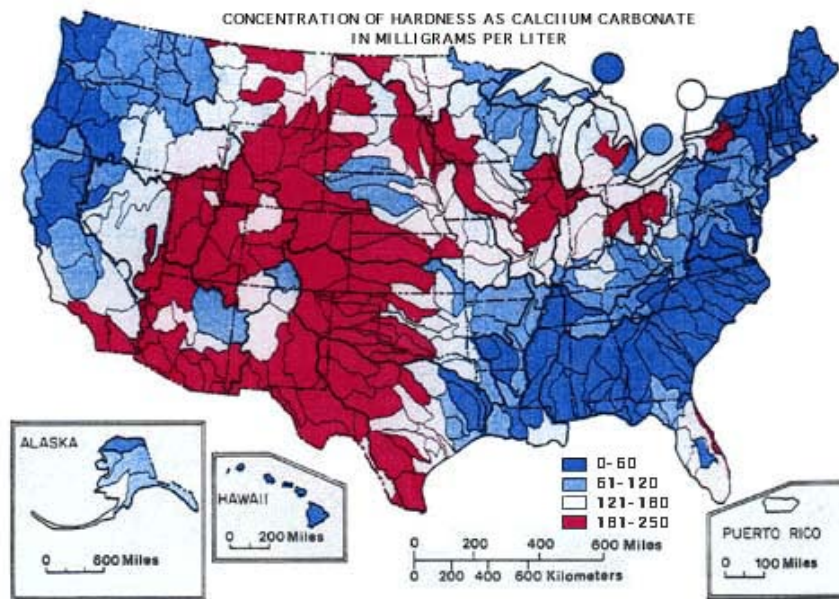 CONCENTRATION OF HARDNESS AS CALCIIUM CARBONATE
IN MILLIGRAMS PER LITER
ALASKA
0 600 Miles
HAWAII
0 200 Miles
0-60
61-120
121-180
181-250
0 200 400 600 Miles
0 200 400 600 Kilometers
PUERTO RICO
0 100 Miles